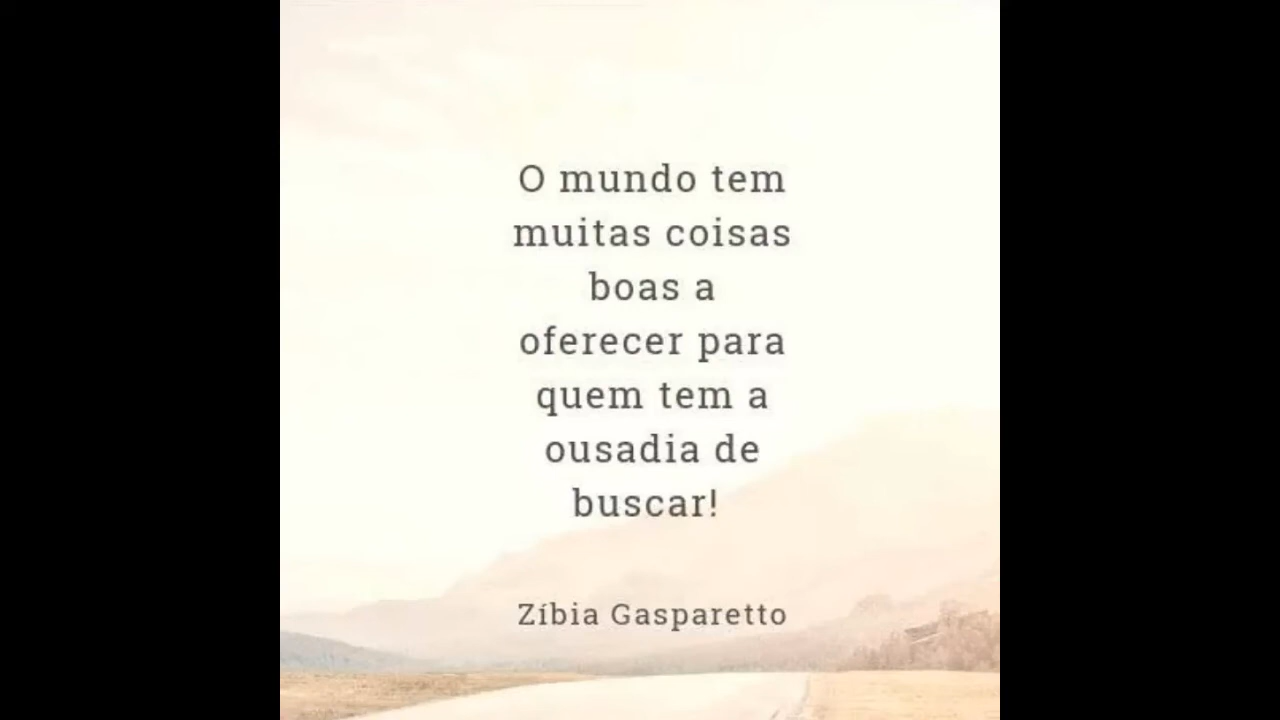 O mundo tem
muitas coisas
boas a
oferecer para
quem tem a
ousadia de
buscar!
Zíbia Gasparetto